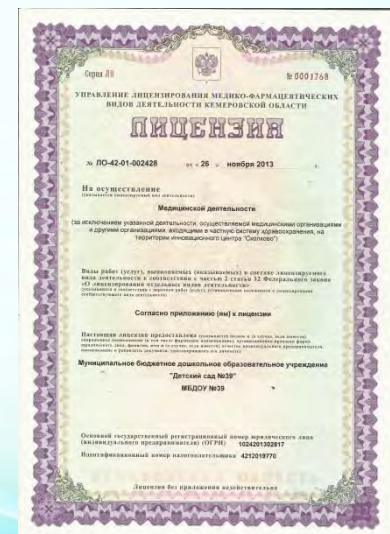 Серия ЛО № 0001768
УПРАВЛЕНИЕ ЛИЦЕНЗИРОВАНИЯ МЕДИКО-ФАРМАЦЕВТИЧЕСКИХ
ВИДОВ ДЕЯТЕЛЬНОСТИ КЕМЕРОВСКОЙ ОБЛАСТИ
ЛИЦЕНЗИЯ
№ ЛО-42-01-002428 от « 26 » ноября 2013 г.
На осуществление
(указывается лицензируемый вид деятельности)
Медицинской деятельности
(за исключением указанной деятельности, осуществляемой медицинскими организациями
и другими организациями, входящими в частную систему здравоохранения, на
территории инновационного центра "Сколково")
Виды работ (услуг), выполняемых (оказываемых) в составе лицензируемого
вида деятельности в соответствии с частью 2 статьи 12 Федерального закона
«О лицензировании отдельных видов деятельности»
Согласно приложению (ям) к лицензии
Настоящая лицензия предоставлена
Муниципальное бюджетное дошкольное образовательное учреждение
"Детский сад №39"
МБДОУ №39
Основной государственный регистрационный номер юридического лица
(индивидуального предпринимателя) (ОГРН) 1024201302817
Идентификационный номер налогоплательщика 4212019770
Лицензия без приложения недействительна